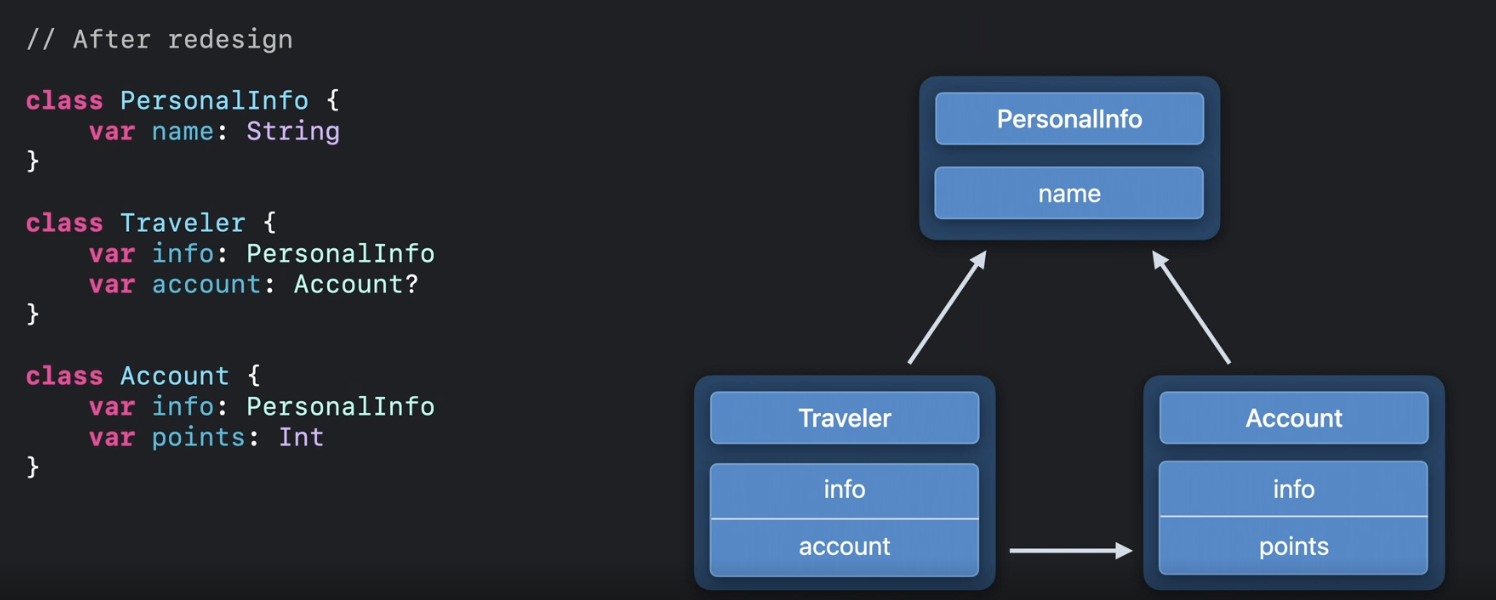 // After redesign
class PersonalInfo {
    var name: String
}
class Traveler {
    var info: PersonalInfo
    var account: Account?
}
class Account {
    var info: PersonalInfo
    var points: Int
}
PersonalInfo
name
Traveler
info
account
Account
info
points